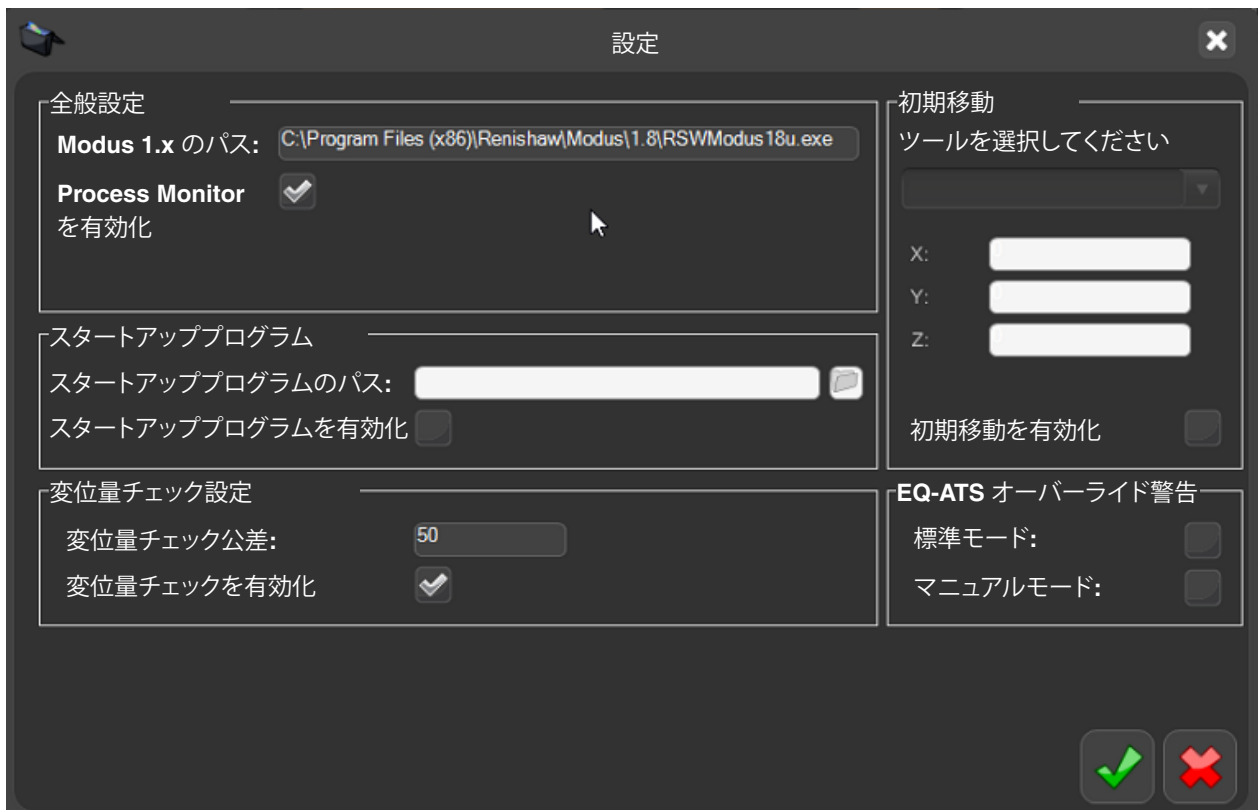 設定
全般設定
Modus 1.x のパス: C:\Program Files (x86)\Renishaw\Modus\1.8\RSWModus18u.exe
Process Monitor
を有効化
スタートアッププログラム
スタートアッププログラムのパス:
スタートアッププログラムを有効化
変位量チェック設定
変位量チェック公差: 50
変位量チェックを有効化
初期移動
ツールを選択してください
X:
Y:
Z:
初期移動を有効化
EQ-ATS オーバーライド警告
標準モード:
マニュアルモード: